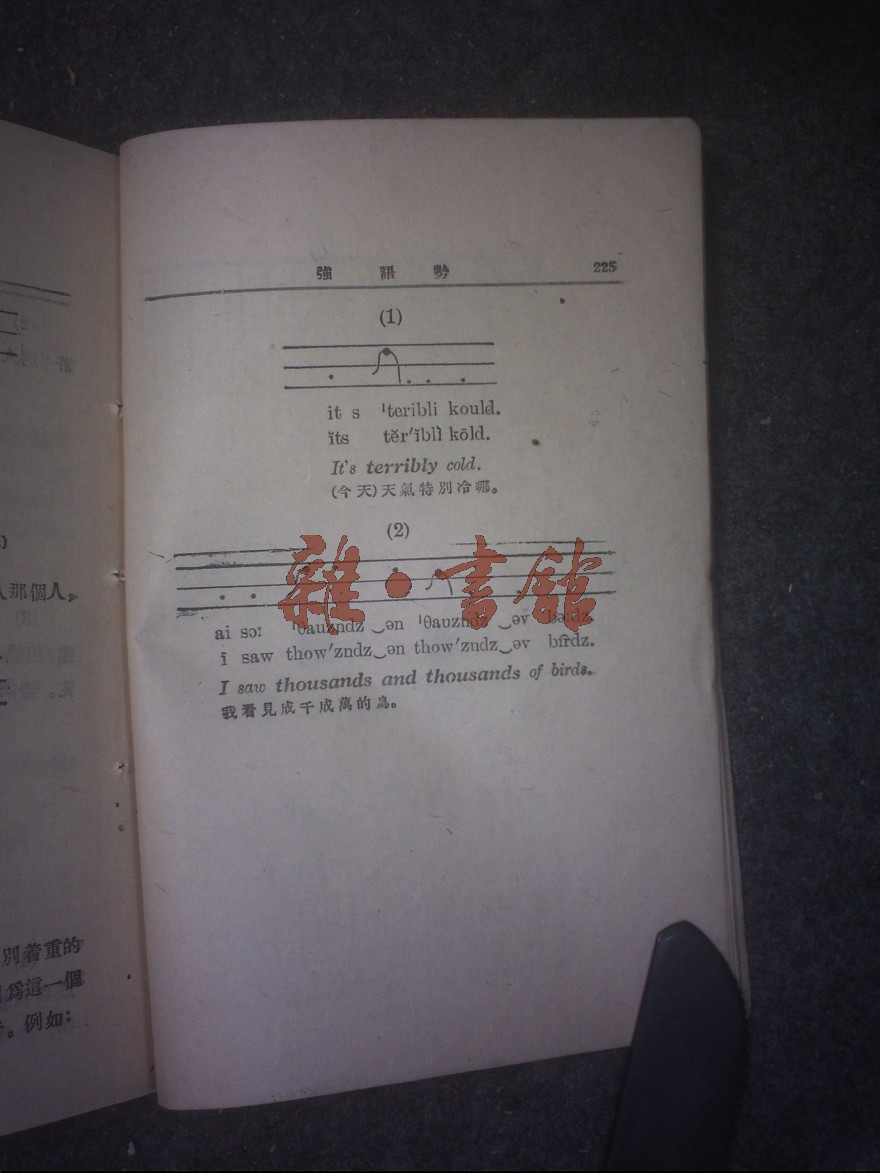 強語勢 225
(1)
it s ˈteribli kould.
ĭts tĕr′ĭblĭ kōld.
It's terribly cold.
(今天)天氣特別冷哪。
(2)
雜·書館
ai sɔː ˈθauzndz‿ən ˈθauzndz‿əv bəːdz.
ī saw thow′zndz‿ən thow′zndz‿əv bîrdz.
I saw thousands and thousands of birds.
我看見成千成萬的鳥。
那個人,
別着重的
爲這一個
。例如: